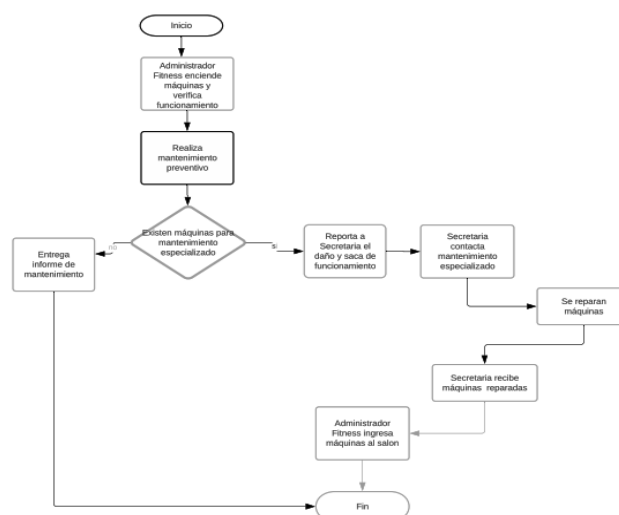 Inicio
Administrador
Fitness enciende
máquinas y
verifica
funcionamiento
Realiza
mantenimiento
preventivo
Existen máquinas para
mantenimiento
especializado
no
si
Entrega
informe de
mantenimiento
Reporta a
Secretaria el
daño y saca de
funcionamiento
Secretaria
contacta
mantenimiento
especializado
Se reparan
máquinas
Secretaria recibe
máquinas reparadas
Administrador
Fitness ingresa
máquinas al salon
Fin